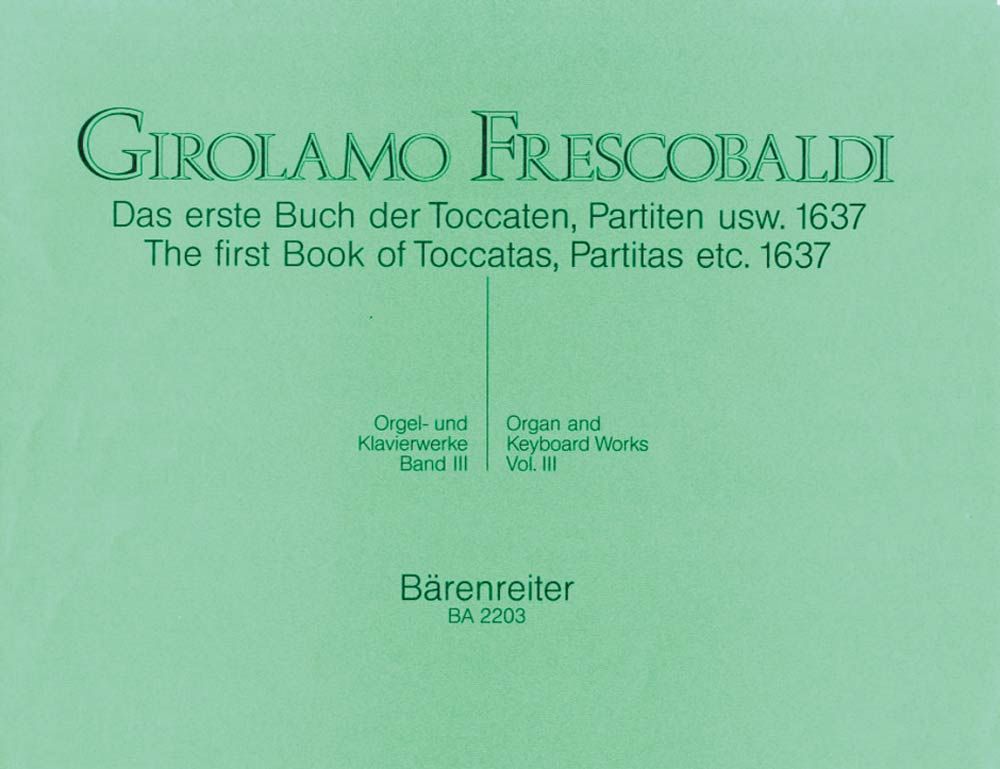 GIROLAMO FRESCOBALDI
Das erste Buch der Toccaten, Partiten usw. 1637
The first Book of Toccatas, Partitas etc. 1637
Orgel- und
Klavierwerke
Band III
Organ and
Keyboard Works
Vol. III
Bärenreiter
BA 2203